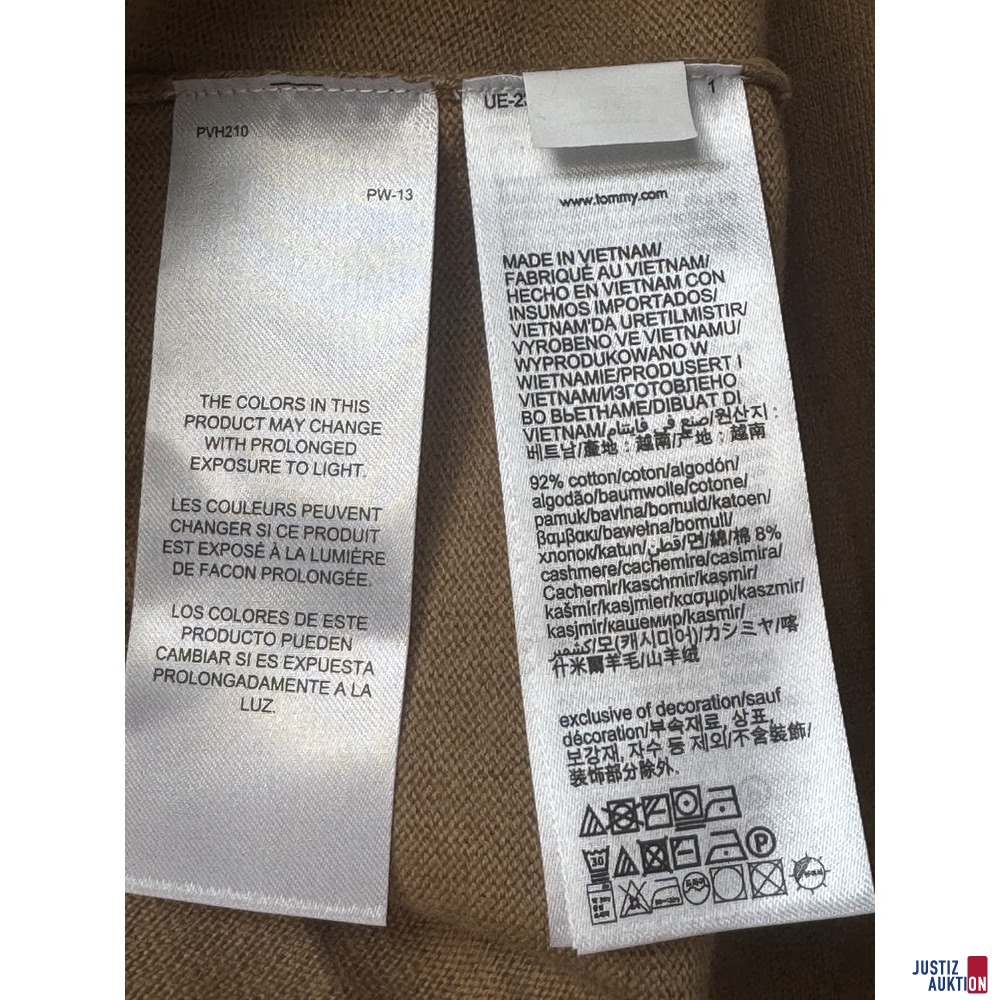 PVH210
PW-13
THE COLORS IN THIS
PRODUCT MAY CHANGE
WITH PROLONGED
EXPOSURE TO LIGHT.
LES COULEURS PEUVENT
CHANGER SI CE PRODUIT
EST EXPOSÉ À LA LUMIÈRE
DE FACON PROLONGÉE.
LOS COLORES DE ESTE
PRODUCTO PUEDEN
CAMBIAR SI ES EXPUESTA
PROLONGADAMENTE A LA
LUZ.
1
www.tommy.com
MADE IN VIETNAM/
FABRIQUÉ AU VIETNAM/
HECHO EN VIETNAM CON
INSUMOS IMPORTADOS/
VIETNAM'DA URETILMISTIR/
VYROBENO VE VIETNAMU/
WYPRODUKOWANO W
WIETNAMIE/PRODUSERT I
VIETNAM/ИЗГОТОВЛЕНО
ВО ВЬЕТНАМЕ/DIBUAT DI
VIETNAM/صنع في فايتنام/원산지 :
베트남/產地 : 越南/产地 : 越南
92% cotton/coton/algodón/
algodão/baumwolle/cotone/
pamuk/bavlna/bomuld/katoen/
βαμβακι/bawełna/bomull/
хлопок/katun/قطن/면/綿/棉 8%
cashmere/cachemire/casimira/
Cachemir/kaschmir/kaşmir/
kašmír/kasjmier/κασμιρι/kaszmir/
kasjmir/кашемир/kasmir/
كشمير/모(캐시미어)/カシミヤ/喀
什米爾羊毛/山羊绒
exclusive of decoration/sauf
décoration/부속재료, 상표,
보강재, 자수 등 제외/不含裝飾/
装饰部分除外.
30
P
JUSTIZ
AUKTION